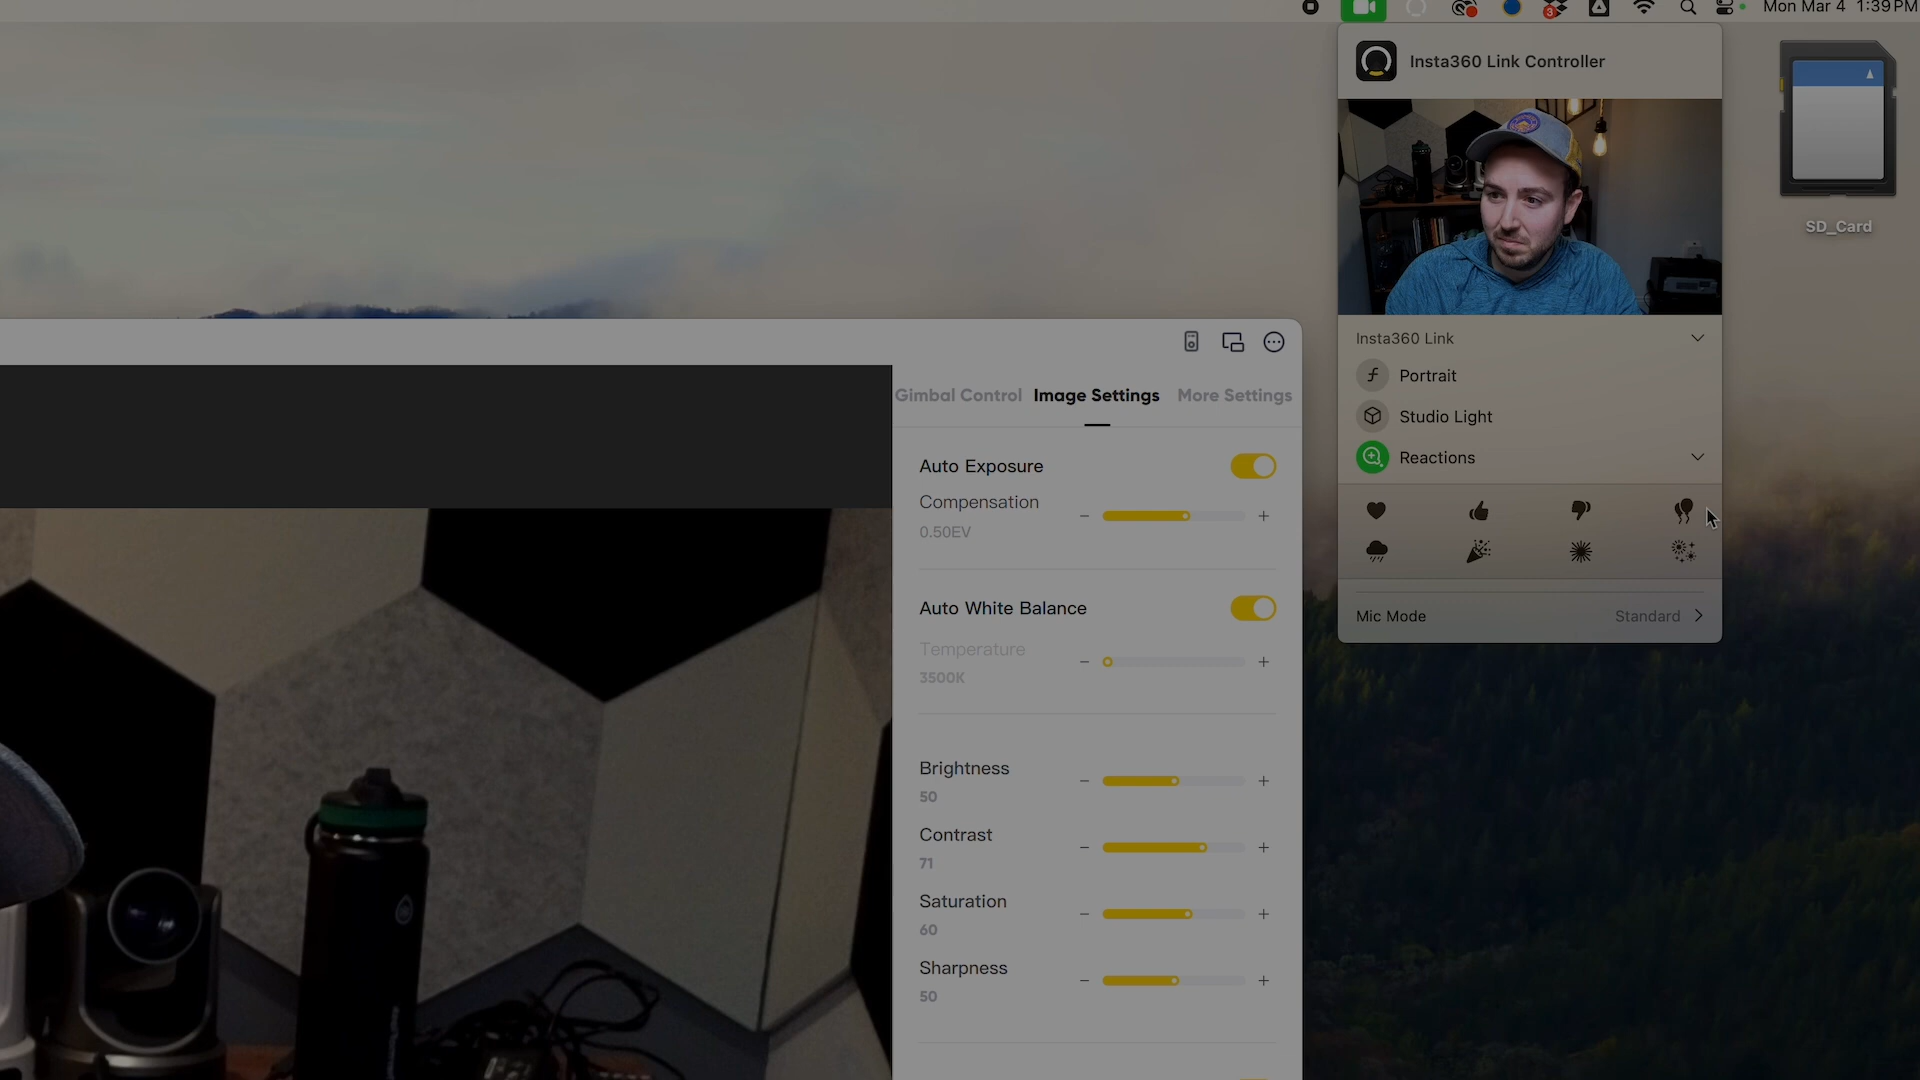 Mon Mar 4 1:39 PM
3
Insta360 Link Controller
SD_Card
Insta360 Link
Portrait
Studio Light
Reactions
Mic Mode Standard
Gimbal Control Image Settings More Settings
Auto Exposure
Compensation
0.50EV
Auto White Balance
Temperature
3500K
Brightness
50
Contrast
71
Saturation
60
Sharpness
50